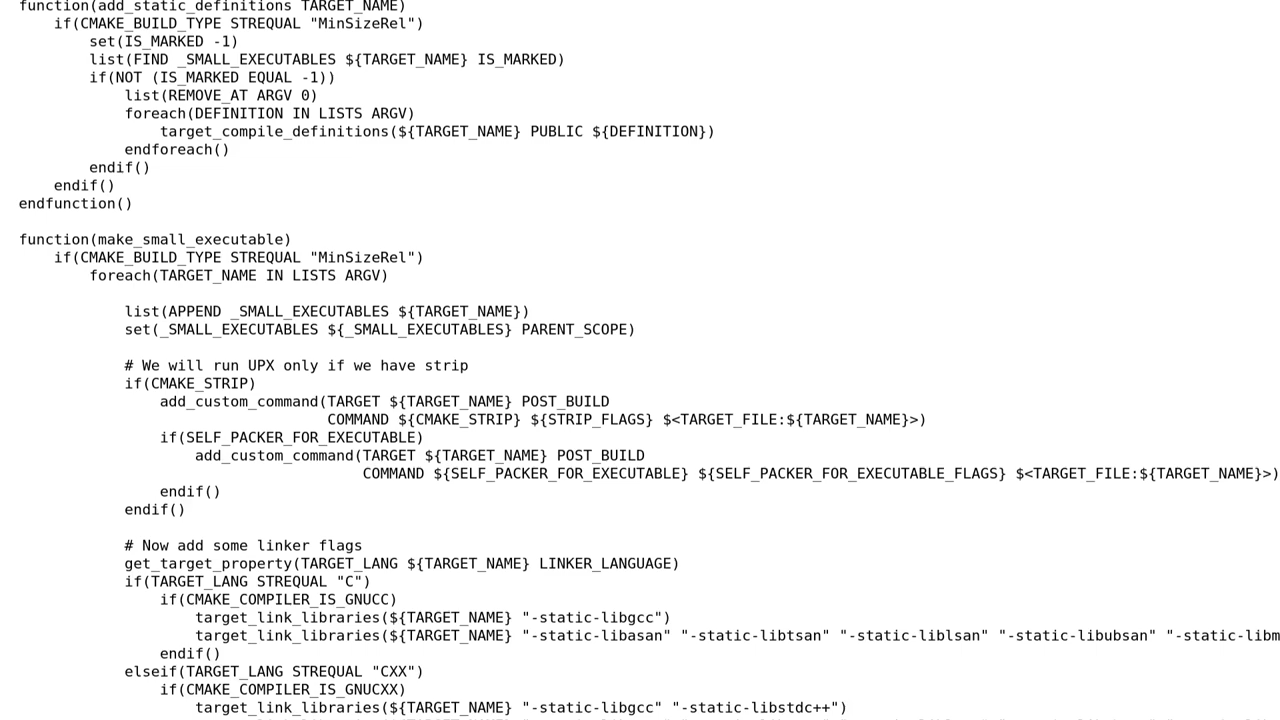 function(add_static_definitions TARGET_NAME)
    if(CMAKE_BUILD_TYPE STREQUAL "MinSizeRel")
        set(IS_MARKED -1)
        list(FIND _SMALL_EXECUTABLES ${TARGET_NAME} IS_MARKED)
        if(NOT (IS_MARKED EQUAL -1))
            list(REMOVE_AT ARGV 0)
            foreach(DEFINITION IN LISTS ARGV)
                target_compile_definitions(${TARGET_NAME} PUBLIC ${DEFINITION})
            endforeach()
        endif()
    endif()
endfunction()

function(make_small_executable)
    if(CMAKE_BUILD_TYPE STREQUAL "MinSizeRel")
        foreach(TARGET_NAME IN LISTS ARGV)

            list(APPEND _SMALL_EXECUTABLES ${TARGET_NAME})
            set(_SMALL_EXECUTABLES ${_SMALL_EXECUTABLES} PARENT_SCOPE)

            # We will run UPX only if we have strip
            if(CMAKE_STRIP)
                add_custom_command(TARGET ${TARGET_NAME} POST_BUILD
                                   COMMAND ${CMAKE_STRIP} ${STRIP_FLAGS} $<TARGET_FILE:${TARGET_NAME}>)
                if(SELF_PACKER_FOR_EXECUTABLE)
                    add_custom_command(TARGET ${TARGET_NAME} POST_BUILD
                                       COMMAND ${SELF_PACKER_FOR_EXECUTABLE} ${SELF_PACKER_FOR_EXECUTABLE_FLAGS} $<TARGET_FILE:${TARGET_NAME}>)
                endif()
            endif()

            # Now add some linker flags
            get_target_property(TARGET_LANG ${TARGET_NAME} LINKER_LANGUAGE)
            if(TARGET_LANG STREQUAL "C")
                if(CMAKE_COMPILER_IS_GNUCC)
                    target_link_libraries(${TARGET_NAME} "-static-libgcc")
                    target_link_libraries(${TARGET_NAME} "-static-libasan" "-static-libtsan" "-static-liblsan" "-static-libubsan" "-static-libm
                endif()
            elseif(TARGET_LANG STREQUAL "CXX")
                if(CMAKE_COMPILER_IS_GNUCXX)
                    target_link_libraries(${TARGET_NAME} "-static-libgcc" "-static-libstdc++")